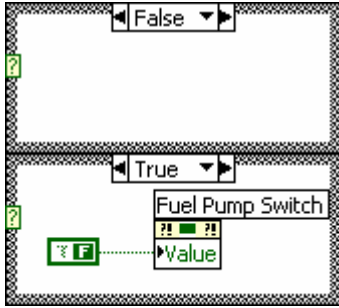 False
?
True
Fuel Pump Switch
?! ?!
?
F
Value